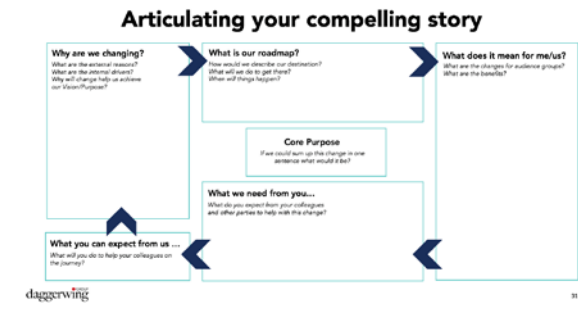 Articulating your compelling story
Why are we changing?
What are the external reasons?
What are the internal drivers?
Why will change help us achieve
our Vision/Purpose?
What is our roadmap?
How would we describe our destination?
What will we do to get there?
When will things happen?
What does it mean for me/us?
What are the changes for audience groups?
What are the benefits?
Core Purpose
If we could sum up this change in one
sentence what would it be?
What we need from you...
What do you expect from your colleagues
and other parties to help with this change?
What you can expect from us ...
What will you do to help your colleagues on
the journey?
daggerwing
31